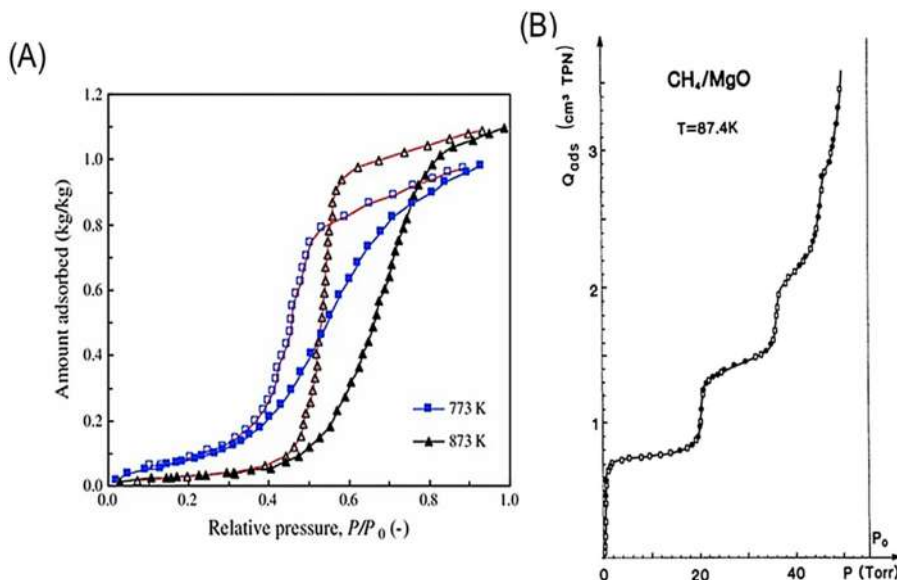 (A)
1.2
1.0
0.8
0.6
0.4
0.2
0.0
Amount adsorbed (kg/kg)
773 K
873 K
0.0 0.2 0.4 0.6 0.8 1.0
Relative pressure, P/P0 (-)
(B)
Qads (cm³ TPN)
CH4/MgO
T=87.4K
3
2
1
P0
0 20 40 P (Torr)